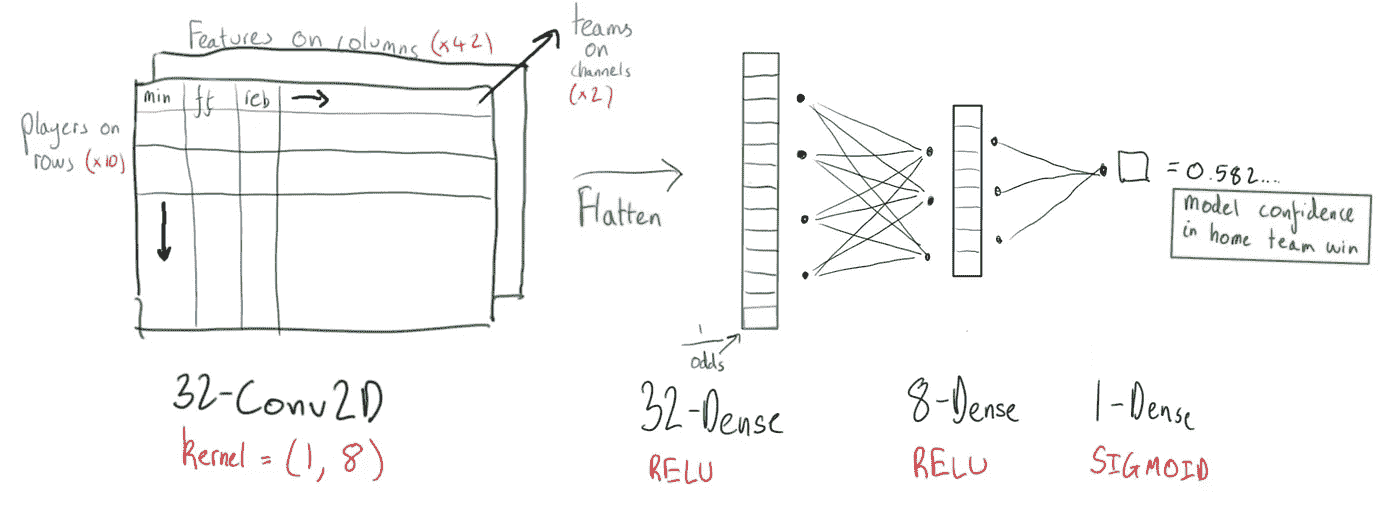 Features on columns (x42)
teams
on
channels
(x2)
min ft reb
players on
rows (x10)
Flatten
1
odds
= 0.582....
model confidence
in home team win
32-Conv2D
kernel = (1, 8)
32-Dense
RELU
8-Dense
RELU
1-Dense
SIGMOID